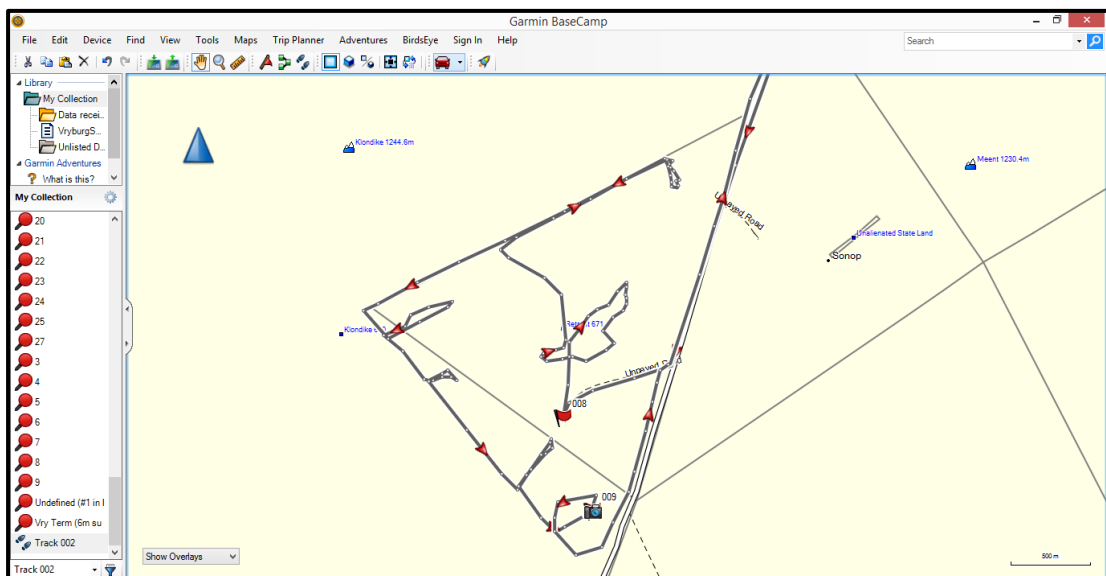 Garmin BaseCamp
File Edit Device Find View Tools Maps Trip Planner Adventures BirdsEye Sign In Help
Search
Library
My Collection
Data recei..
VryburgS...
Unlisted D...
Garmin Adventures
What is this?
My Collection
20
21
22
23
24
25
27
3
4
5
6
7
8
9
Undefined (#1 in
Vry Term (6m su
Track 002
Track 002
Klondike 1244.6m
Meent 1230.4m
Unpaved Road
Unalienated State Land
Sonop
Klondike
671
Unpaved
008
009
Show Overlays
500 m